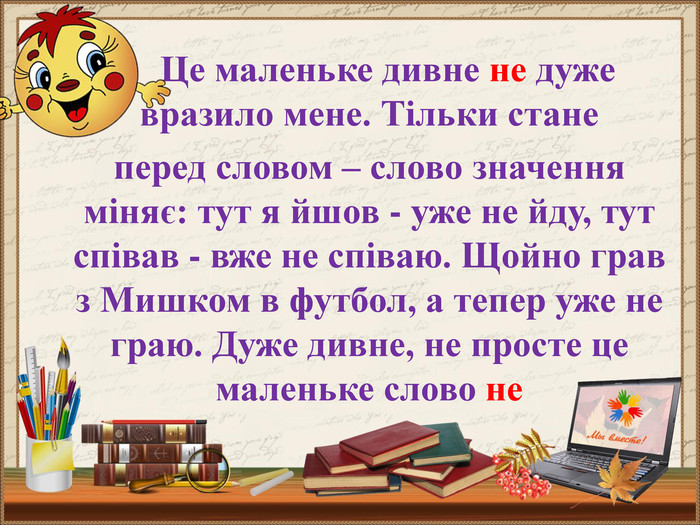 Це маленьке дивне не дуже
вразило мене. Тільки стане
перед словом – слово значення
міняє: тут я йшов - уже не йду, тут
співав - вже не співаю. Щойно грав
з Мишком в футбол, а тепер уже не
граю. Дуже дивне, не просте це
маленьке слово не
Мы вместе!